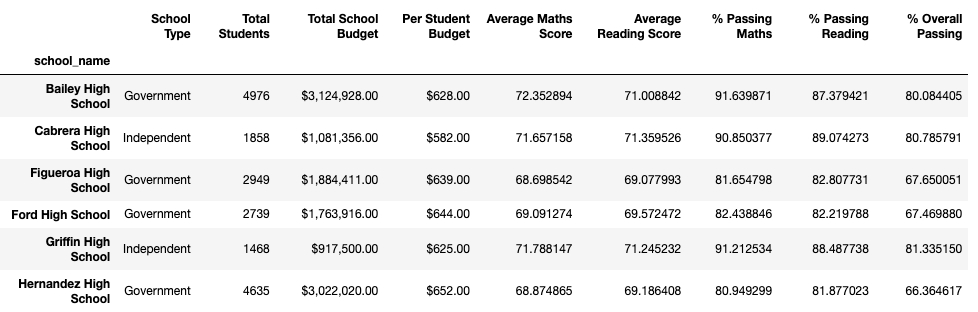 School Type Total Students Total School Budget Per Student Budget Average Maths Score Average Reading Score % Passing Maths % Passing Reading % Overall Passing
school_name
Bailey High School Government 4976 $3,124,928.00 $628.00 72.352894 71.008842 91.639871 87.379421 80.084405
Cabrera High School Independent 1858 $1,081,356.00 $582.00 71.657158 71.359526 90.850377 89.074273 80.785791
Figueroa High School Government 2949 $1,884,411.00 $639.00 68.698542 69.077993 81.654798 82.807731 67.650051
Ford High School Government 2739 $1,763,916.00 $644.00 69.091274 69.572472 82.438846 82.219788 67.469880
Griffin High School Independent 1468 $917,500.00 $625.00 71.788147 71.245232 91.212534 88.487738 81.335150
Hernandez High School Government 4635 $3,022,020.00 $652.00 68.874865 69.186408 80.949299 81.877023 66.364617